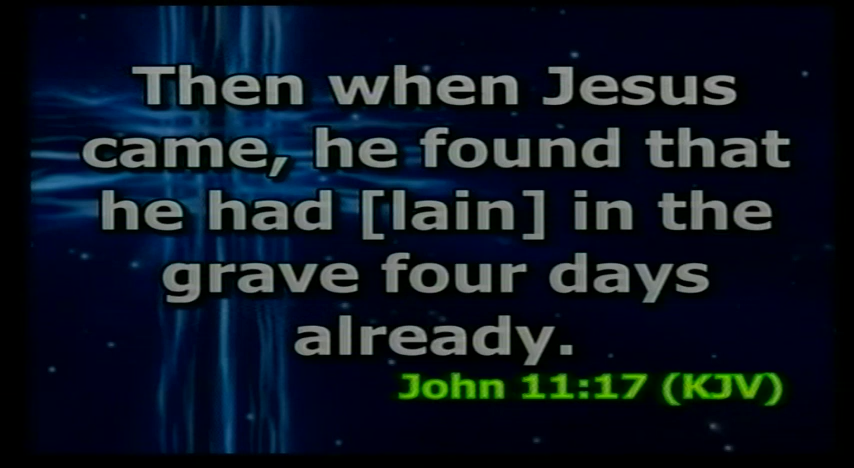 Then when Jesus
came, he found that
he had [lain] in the
grave four days
already.
John 11:17 (KJV)